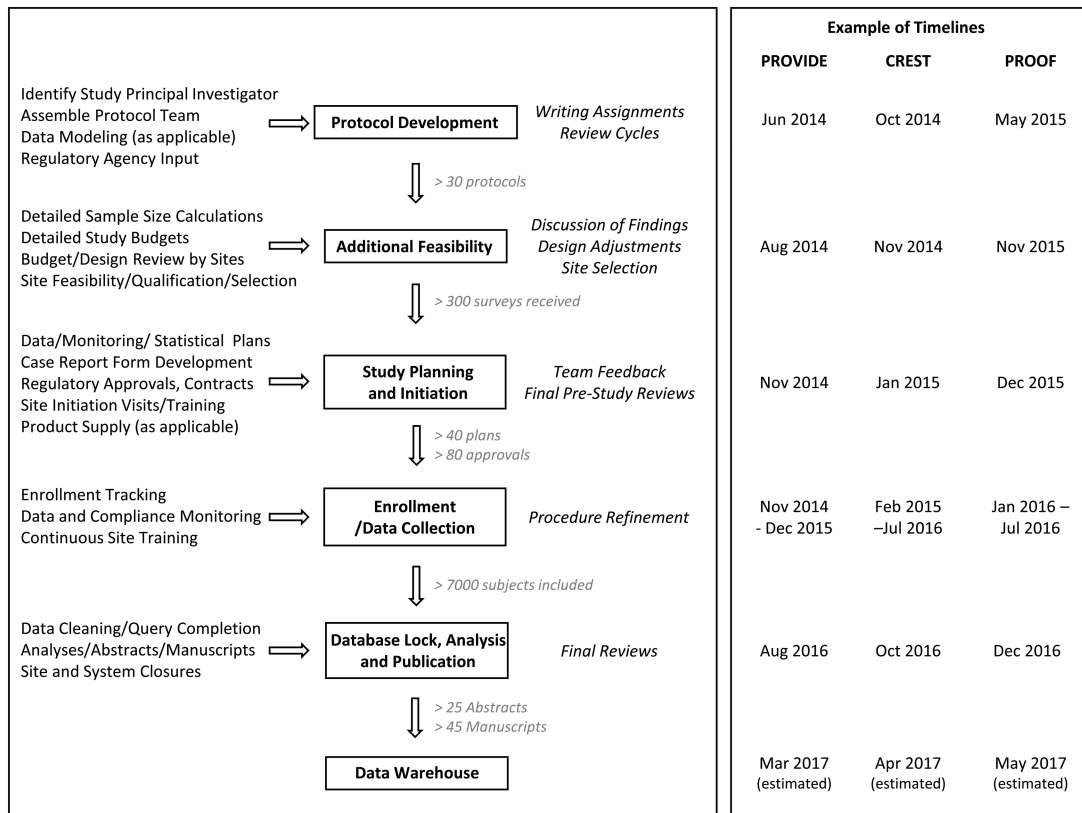 Example of Timelines
PROVIDE
CREST
PROOF
Identify Study Principal Investigator
Assemble Protocol Team
Data Modeling (as applicable)
Regulatory Agency Input
Protocol Development
Writing Assignments
Review Cycles
Jun 2014
Oct 2014
May 2015
> 30 protocols
Detailed Sample Size Calculations
Detailed Study Budgets
Budget/Design Review by Sites
Site Feasibility/Qualification/Selection
Additional Feasibility
Discussion of Findings
Design Adjustments
Site Selection
Aug 2014
Nov 2014
Nov 2015
> 300 surveys received
Data/Monitoring/ Statistical Plans
Case Report Form Development
Regulatory Approvals, Contracts
Site Initiation Visits/Training
Product Supply (as applicable)
Study Planning
and Initiation
Team Feedback
Final Pre-Study Reviews
Nov 2014
Jan 2015
Dec 2015
> 40 plans
> 80 approvals
Enrollment Tracking
Data and Compliance Monitoring
Continuous Site Training
Enrollment
/Data Collection
Procedure Refinement
Nov 2014
- Dec 2015
Feb 2015
–Jul 2016
Jan 2016 –
Jul 2016
> 7000 subjects included
Data Cleaning/Query Completion
Analyses/Abstracts/Manuscripts
Site and System Closures
Database Lock, Analysis
and Publication
Final Reviews
Aug 2016
Oct 2016
Dec 2016
> 25 Abstracts
> 45 Manuscripts
Data Warehouse
Mar 2017
(estimated)
Apr 2017
(estimated)
May 2017
(estimated)